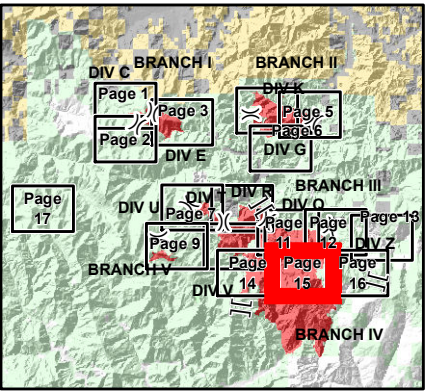 BRANCH I
BRANCH II
DIV C
Page 1
Page 3
DIV K
Page 5
Page 6
Page 2
DIV E
DIV G
Page
17
DIV R
BRANCH III
DIV U
Page 7
DIV Q
Page 13
Page
11
Page
12
Page 9
DIV Z
BRANCH V
Page
14
Page
15
Page
16
DIV V
BRANCH IV